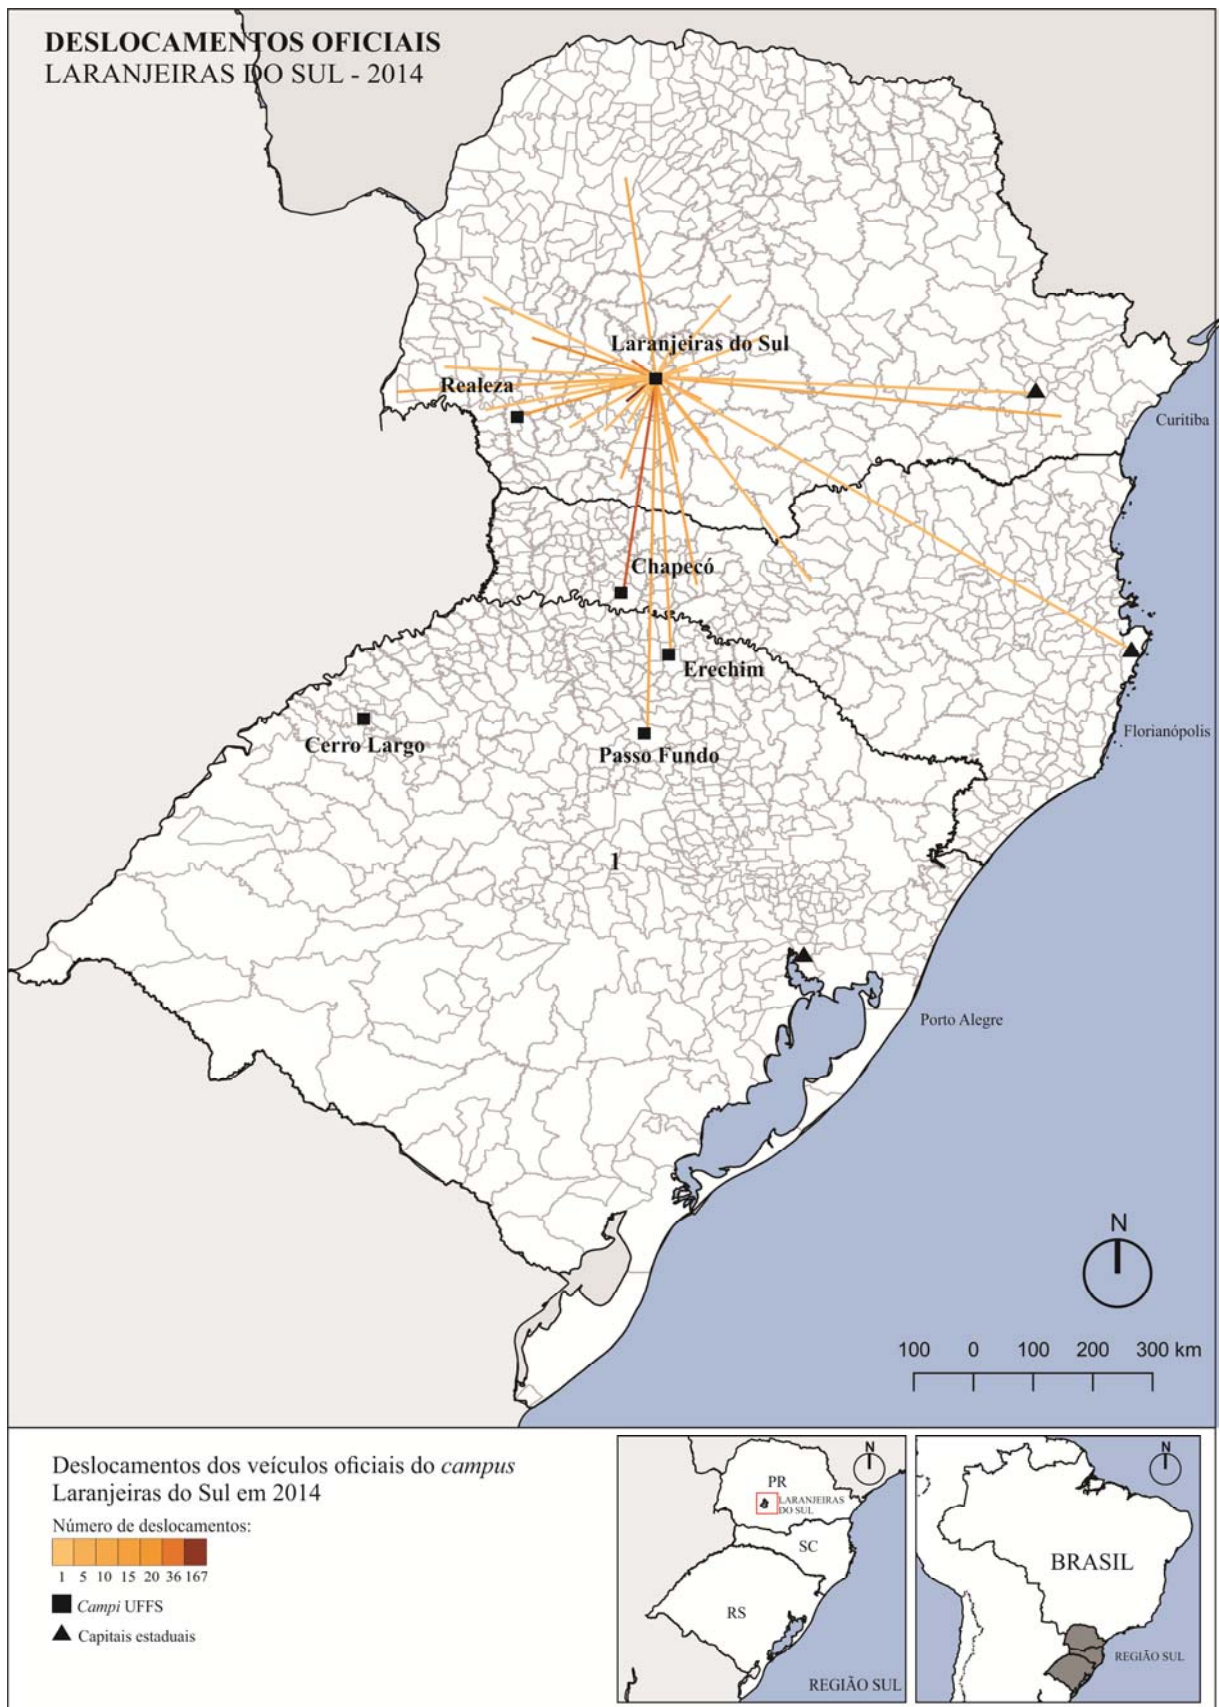 DESLOCAMENTOS OFICIAIS
LARANJEIRAS DO SUL - 2014
Laranjeiras do Sul
Realeza
Curitiba
Chapecó
Erechim
Florianópolis
Cerro Largo
Passo Fundo
1
Porto Alegre
N
100 0 100 200 300 km
Deslocamentos dos veículos oficiais do campus
Laranjeiras do Sul em 2014
Número de deslocamentos:
1 5 10 15 20 36 167
Campi UFFS
Capitais estaduais
N
PR
LARANJEIRAS
DO SUL
SC
RS
REGIÃO SUL
N
BRASIL
REGIÃO SUL